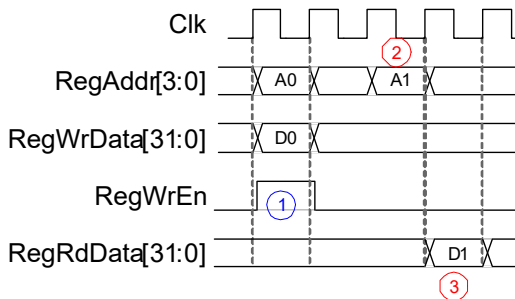 Clk
2
RegAddr[3:0] A0 A1
RegWrData[31:0] D0
RegWrEn 1
RegRdData[31:0] D1
3